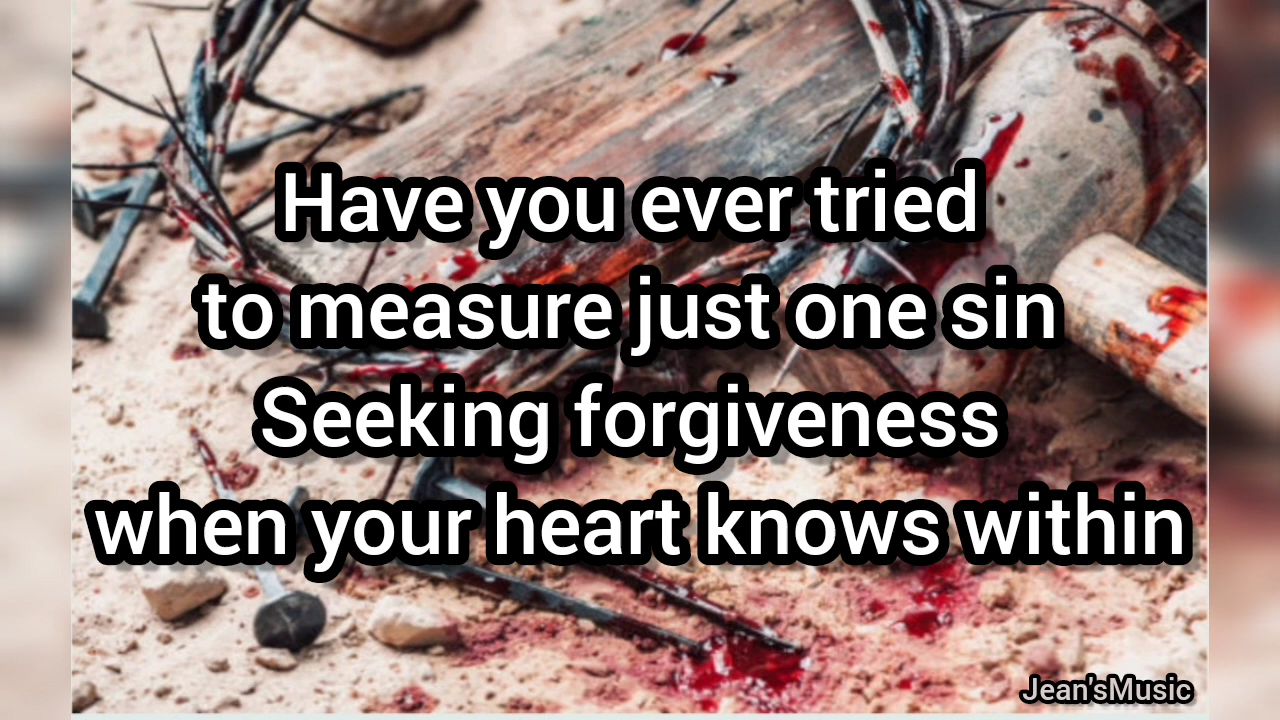 Have you ever tried
to measure just one sin
Seeking forgiveness
when your heart knows within
Jean'sMusic